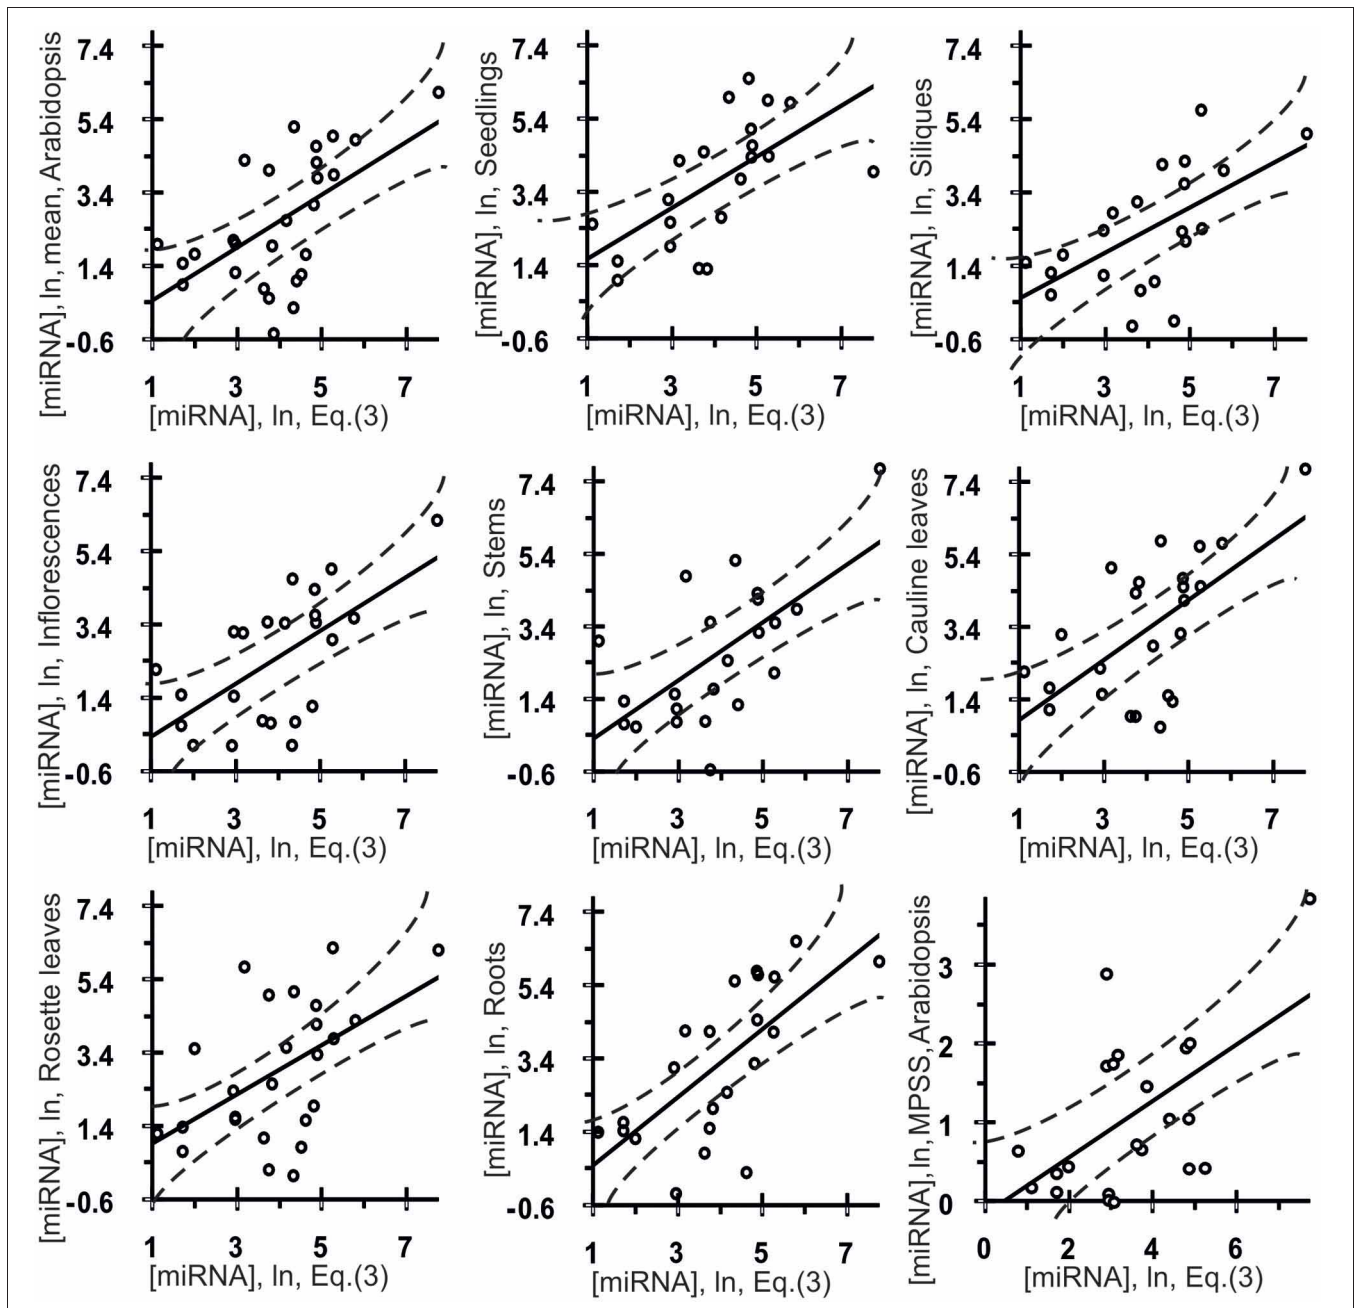 [miRNA], ln, mean, Arabidopsis
7.4
5.4
3.4
1.4
-0.6
1 3 5 7
[miRNA], ln, Eq.(3)
[miRNA], ln, Seedlings
7.4
5.4
3.4
1.4
-0.6
1 3 5 7
[miRNA], ln, Eq.(3)
[miRNA], ln, Siliques
7.4
5.4
3.4
1.4
-0.6
1 3 5 7
[miRNA], ln, Eq.(3)
[miRNA], ln, Inflorescences
7.4
5.4
3.4
1.4
-0.6
1 3 5 7
[miRNA], ln, Eq.(3)
[miRNA], ln, Stems
7.4
5.4
3.4
1.4
-0.6
1 3 5 7
[miRNA], ln, Eq.(3)
[miRNA], ln, Cauline leaves
7.4
5.4
3.4
1.4
-0.6
1 3 5 7
[miRNA], ln, Eq.(3)
[miRNA], ln, Rosette leaves
7.4
5.4
3.4
1.4
-0.6
1 3 5 7
[miRNA], ln, Eq.(3)
[miRNA], ln, Roots
7.4
5.4
3.4
1.4
-0.6
1 3 5 7
[miRNA], ln, Eq.(3)
[miRNA], ln, MPSS, Arabidopsis
3
2
1
0
0 2 4 6
[miRNA], ln, Eq.(3)